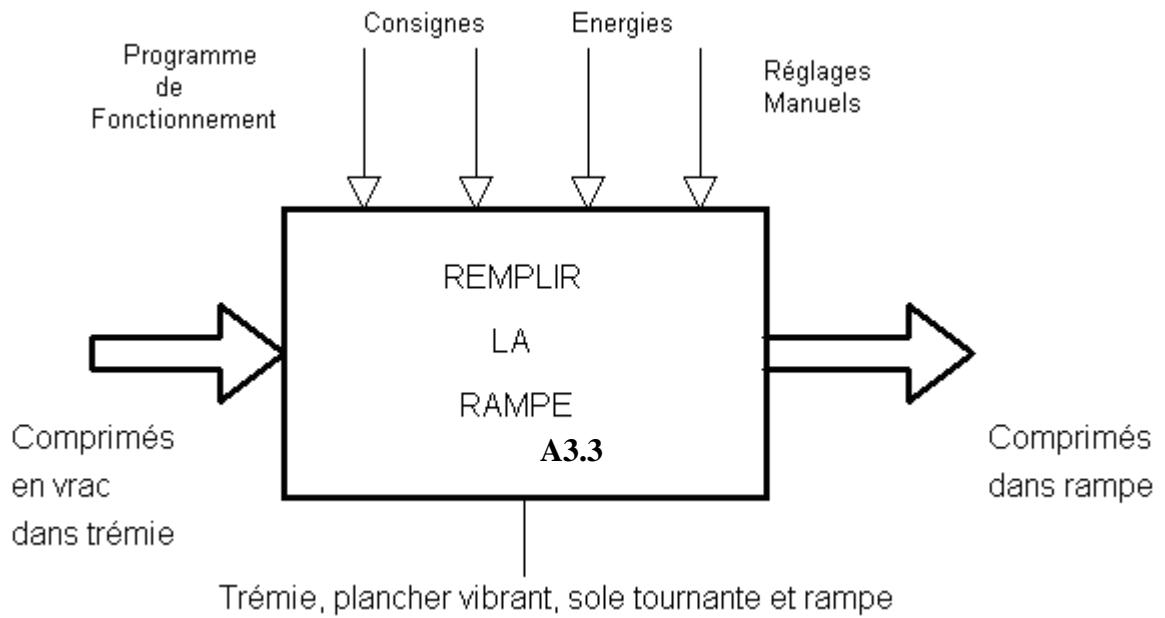 Consignes
Energies
Programme
de
Fonctionnement
Réglages
Manuels
REMPLIR
LA
RAMPE
A3.3
Comprimés
en vrac
dans trémie
Comprimés
dans rampe
Trémie, plancher vibrant, sole tournante et rampe